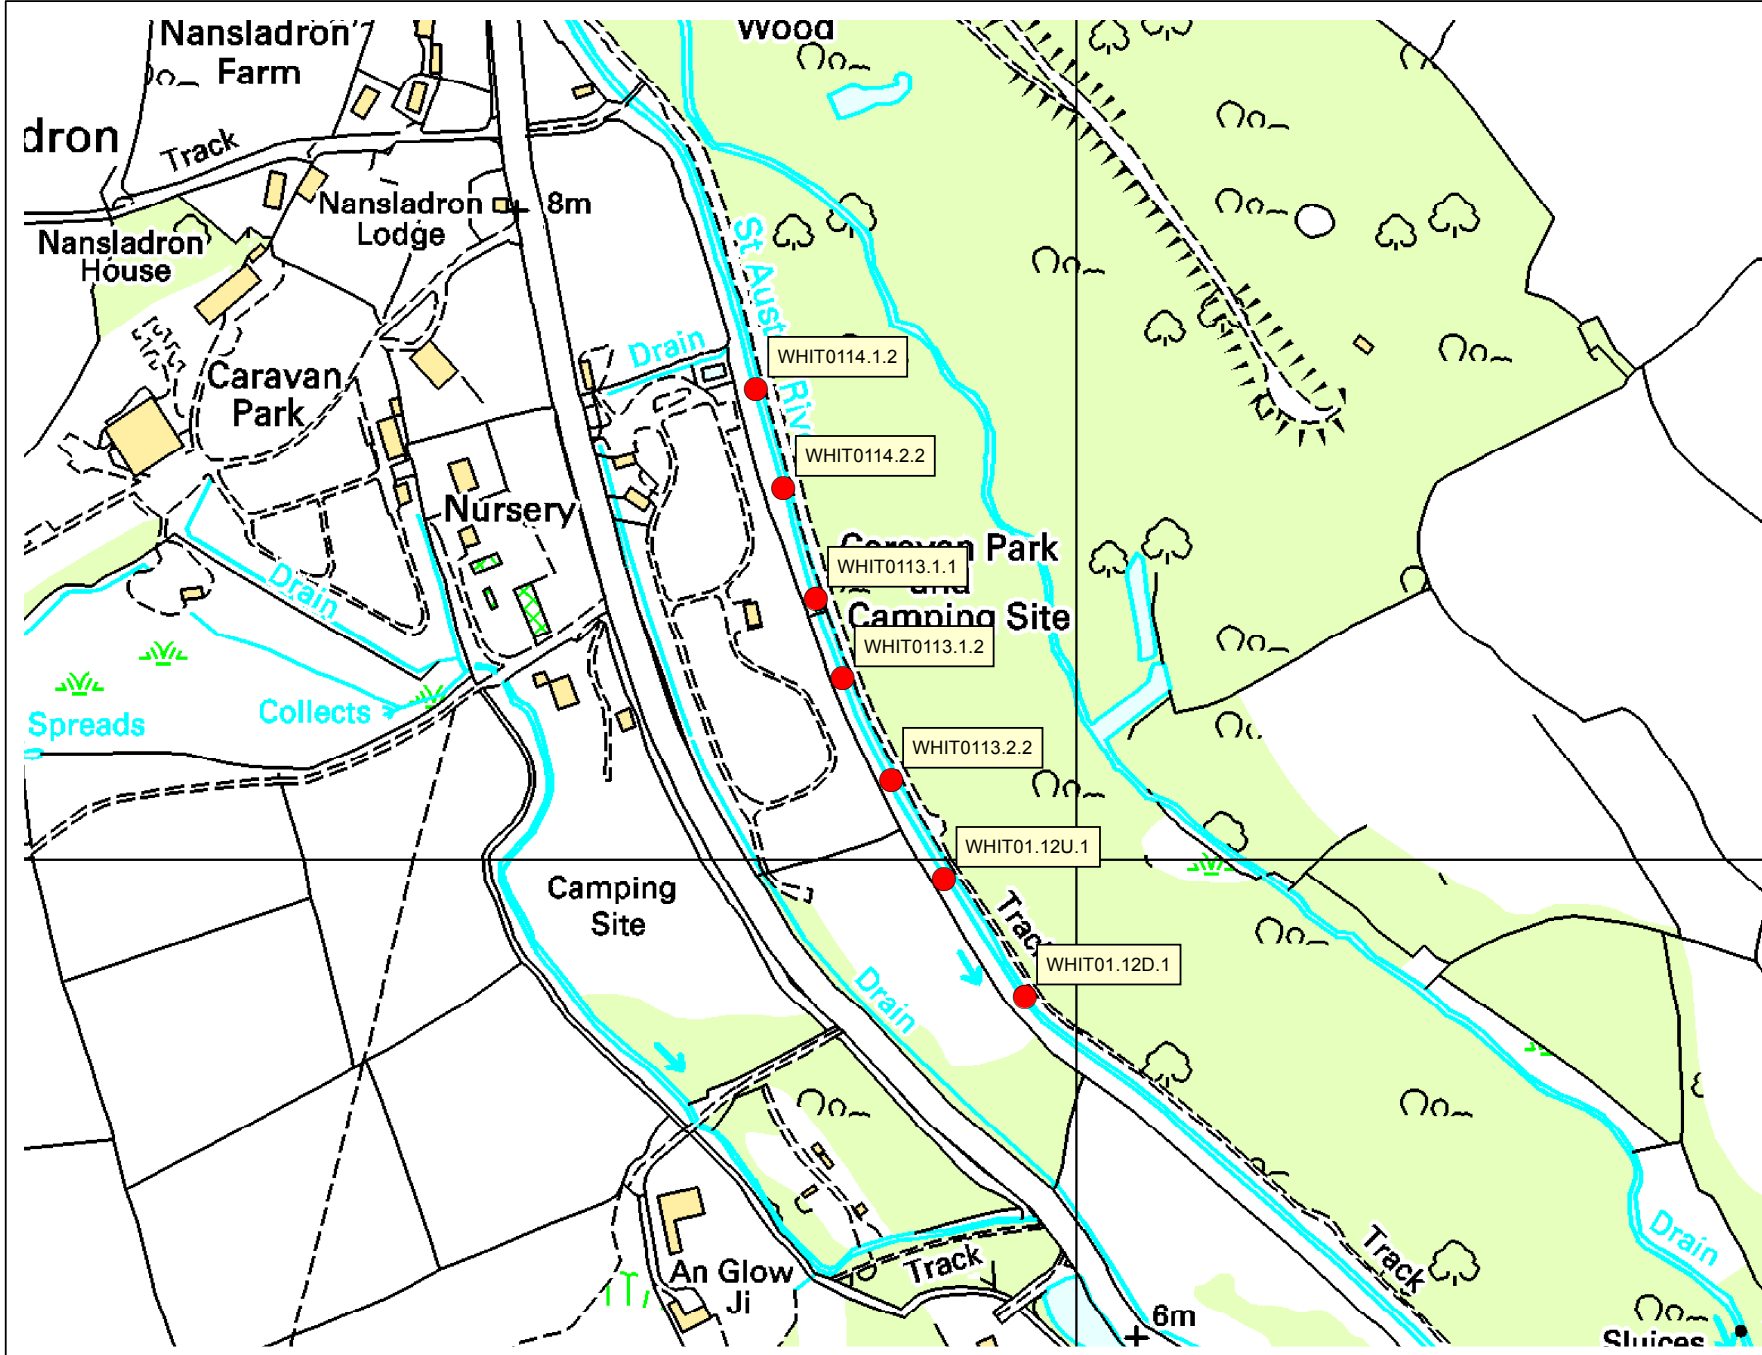 Nansladron
Farm
Wood
dron
Track
Nansladron
Lodge
8m
Nansladron
House
St Aust
Riv
Drain
WHIT0114.1.2
Caravan
Park
WHIT0114.2.2
Nursery
Caravan Park
and
Camping Site
WHIT0113.1.1
Drain
WHIT0113.1.2
Collects
Spreads
WHIT0113.2.2
WHIT01.12U.1
Camping
Site
Track
WHIT01.12D.1
Drain
An Glow
Ji
Track
Track
Drain
6m
Sluices